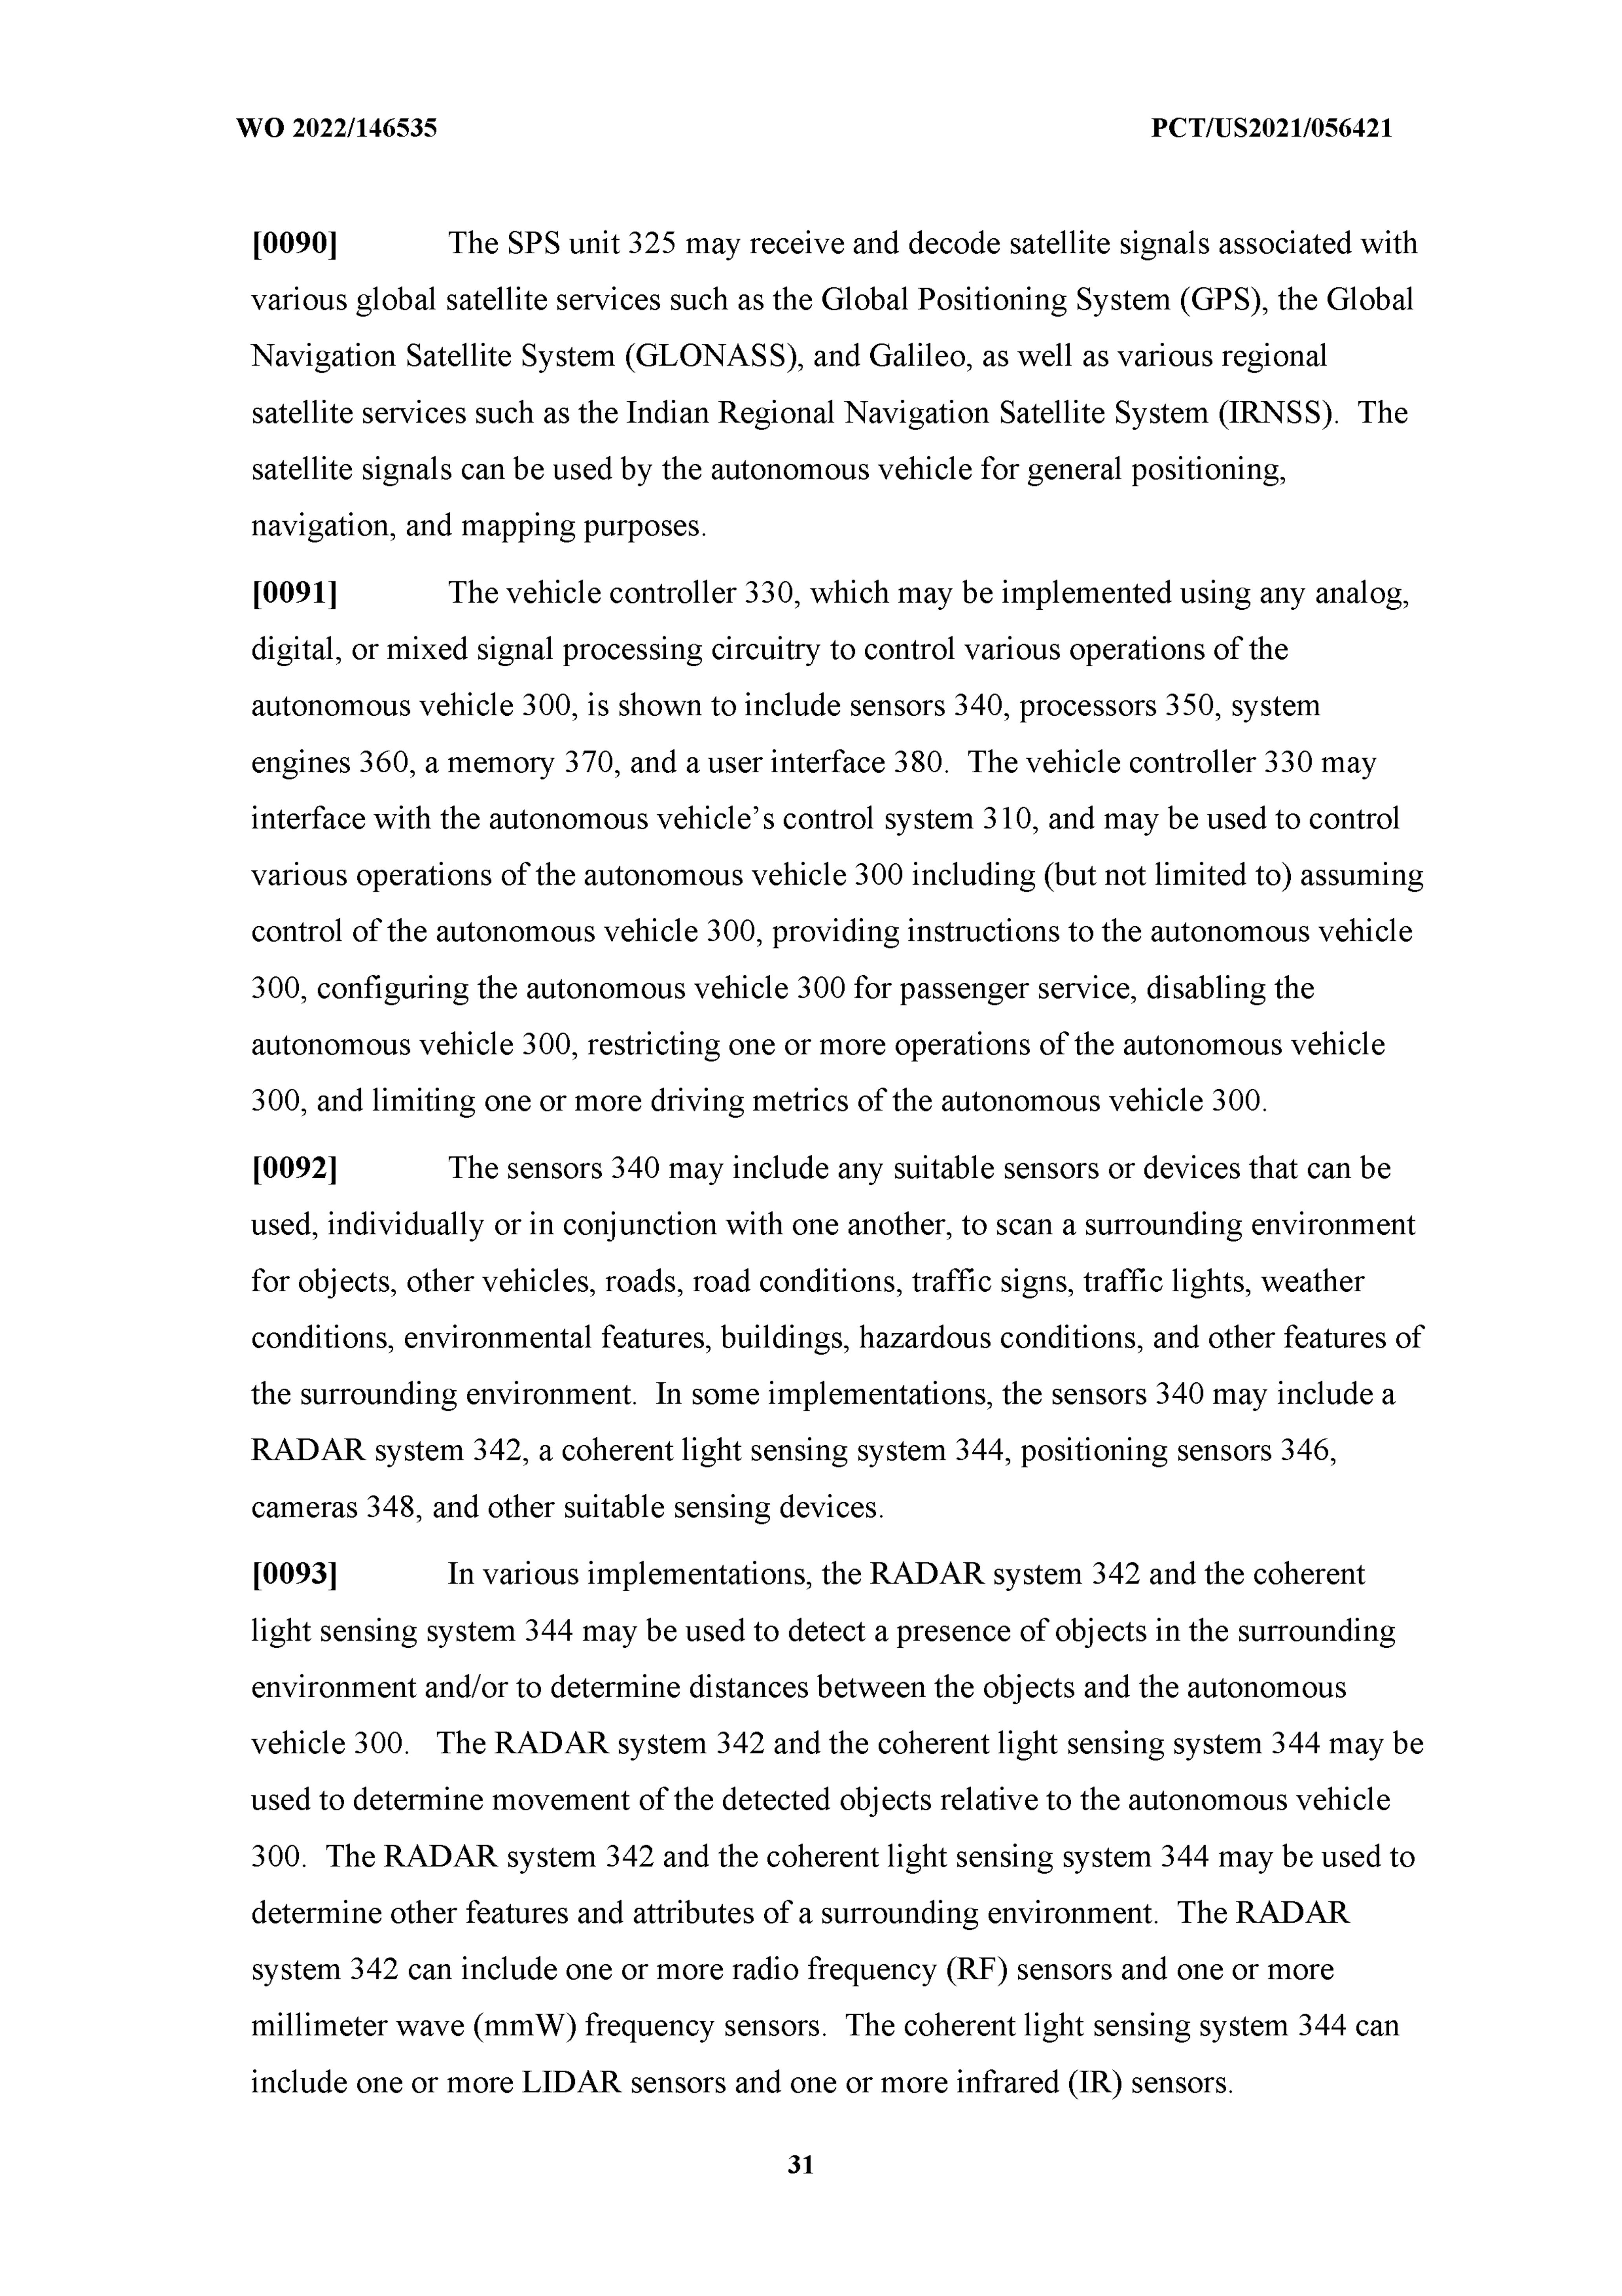 WO 2022/146535 PCT/US2021/056421
[0090] The SPS unit 325 may receive and decode satellite signals associated with
various global satellite services such as the Global Positioning System (GPS), the Global
Navigation Satellite System (GLONASS), and Galileo, as well as various regional
satellite services such as the Indian Regional Navigation Satellite System (IRNSS). The
satellite signals can be used by the autonomous vehicle for general positioning,
navigation, and mapping purposes.
[0091] The vehicle controller 330, which may be implemented using any analog,
digital, or mixed signal processing circuitry to control various operations of the
autonomous vehicle 300, is shown to include sensors 340, processors 350, system
engines 360, a memory 370, and a user interface 380. The vehicle controller 330 may
interface with the autonomous vehicle’s control system 310, and may be used to control
various operations of the autonomous vehicle 300 including (but not limited to) assuming
control of the autonomous vehicle 300, providing instructions to the autonomous vehicle
300, configuring the autonomous vehicle 300 for passenger service, disabling the
autonomous vehicle 300, restricting one or more operations of the autonomous vehicle
300, and limiting one or more driving metrics of the autonomous vehicle 300.
[0092] The sensors 340 may include any suitable sensors or devices that can be
used, individually or in conjunction with one another, to scan a surrounding environment
for objects, other vehicles, roads, road conditions, traffic signs, traffic lights, weather
conditions, environmental features, buildings, hazardous conditions, and other features of
the surrounding environment. In some implementations, the sensors 340 may include a
RADAR system 342, a coherent light sensing system 344, positioning sensors 346,
cameras 348, and other suitable sensing devices.
[0093] In various implementations, the RADAR system 342 and the coherent
light sensing system 344 may be used to detect a presence of objects in the surrounding
environment and/or to determine distances between the objects and the autonomous
vehicle 300. The RADAR system 342 and the coherent light sensing system 344 may be
used to determine movement of the detected objects relative to the autonomous vehicle
300. The RADAR system 342 and the coherent light sensing system 344 may be used to
determine other features and attributes of a surrounding environment. The RADAR
system 342 can include one or more radio frequency (RF) sensors and one or more
millimeter wave (mmW) frequency sensors. The coherent light sensing system 344 can
include one or more LIDAR sensors and one or more infrared (IR) sensors.
31